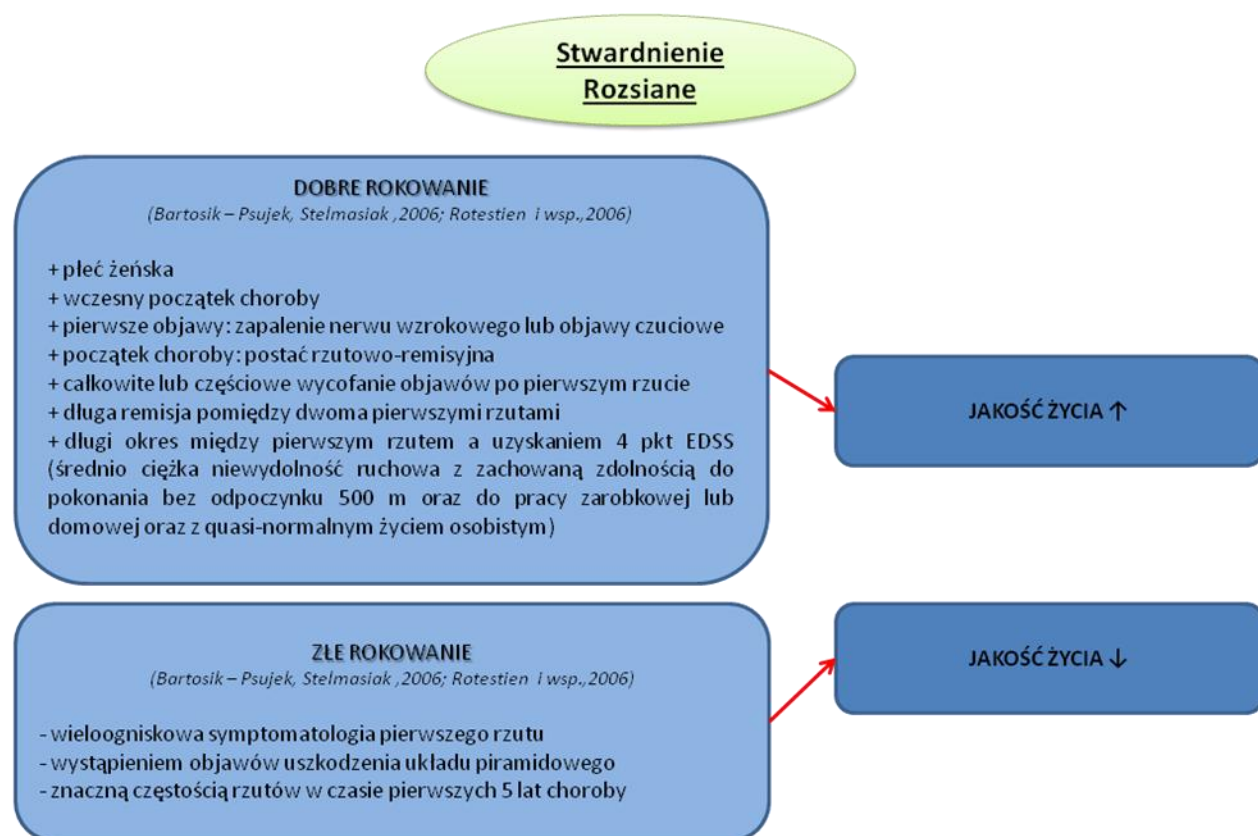 Stwardnienie
Rozsiane
DOBRE ROKOWANIE
(Bartosik – Psujek, Stelmasiak ,2006; Rotestien i wsp.,2006)
+ płeć żeńska
+ wczesny początek choroby
+ pierwsze objawy: zapalenie nerwu wzrokowego lub objawy czuciowe
+ początek choroby: postać rzutowo-remisyjna
+ całkowite lub częściowe wycofanie objawów po pierwszym rzucie
+ długa remisja pomiędzy dwoma pierwszymi rzutami
+ długi okres między pierwszym rzutem a uzyskaniem 4 pkt EDSS
(średnio ciężka niewydolność ruchowa z zachowaną zdolnością do
pokonania bez odpoczynku 500 m oraz do pracy zarobkowej lub
domowej oraz z quasi-normalnym życiem osobistym)
JAKOŚĆ ŻYCIA ↑
ZŁE ROKOWANIE
(Bartosik – Psujek, Stelmasiak ,2006; Rotestien i wsp.,2006)
- wieloogniskowa symptomatologia pierwszego rzutu
- wystąpieniem objawów uszkodzenia układu piramidowego
- znaczną częstością rzutów w czasie pierwszych 5 lat choroby
JAKOŚĆ ŻYCIA ↓